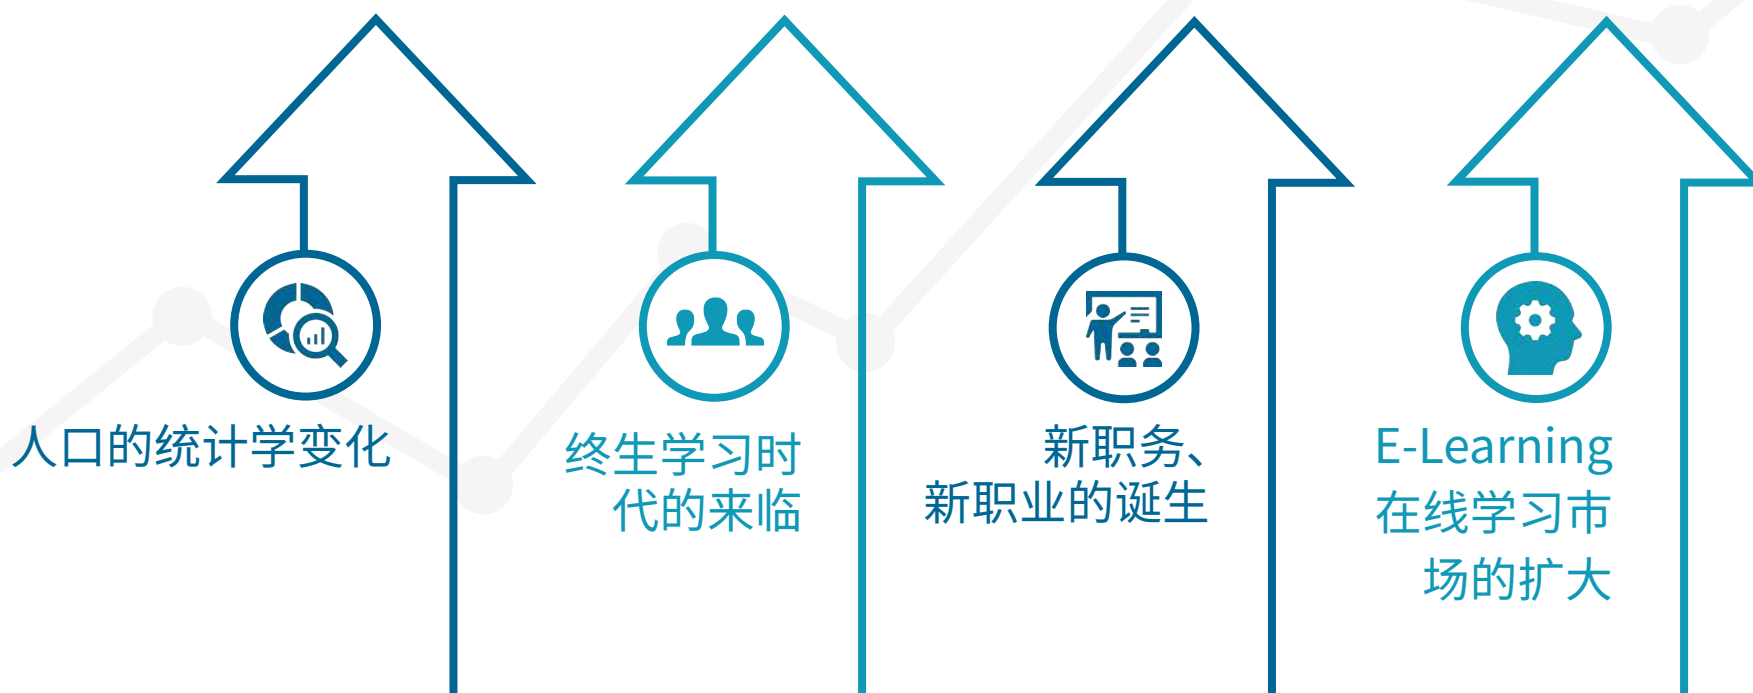 人口的统计学变化
终生学习时
代的来临
新职务、
新职业的诞生
E-Learning
在线学习市
场的扩大